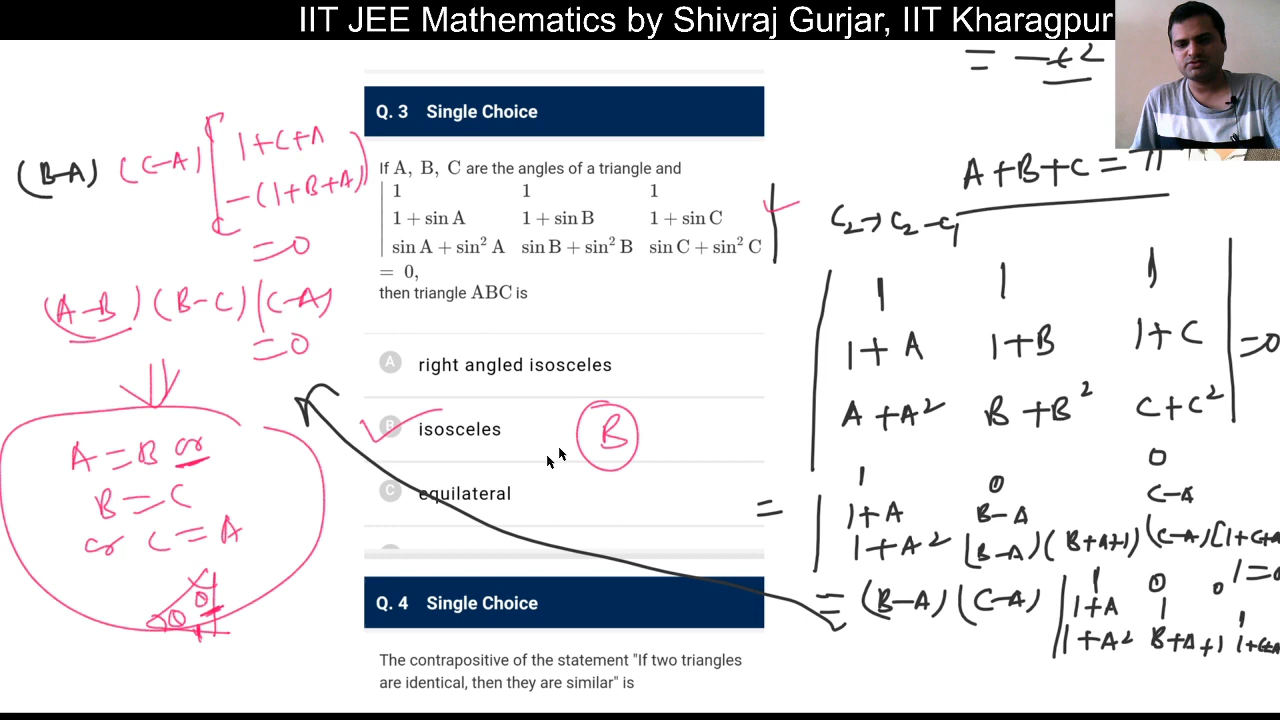 IIT JEE Mathematics by Shivraj Gurjar, IIT Kharagpur
Q. 3 Single Choice
If A, B, C are the angles of a triangle and
1 1 1
1 + sin A 1 + sin B 1 + sin C
sin A + sin² A sin B + sin² B sin C + sin² C
= 0,
then triangle ABC is
A right angled isosceles
B isosceles
B
C equilateral
Q. 4 Single Choice
The contrapositive of the statement "If two triangles
are identical, then they are similar" is
(B-A) (C-A) [ 1+C+A
-(1+B+A) ]
=0
(A-B) (B-C) (C-A)
=0
A=B or
B=C
or C=A
A+B+C=π
C₂→C₂-C₁
1 1 1
1+A 1+B 1+C =0
A+A² B+B² C+C²
= 1 0 0
1+A B-A C-A
1+A² (B-A)(B+A+1) (C-A)[1+C+A
= (B-A)(C-A) 1 0 0
1+A 1 1
1+A² B+A+1